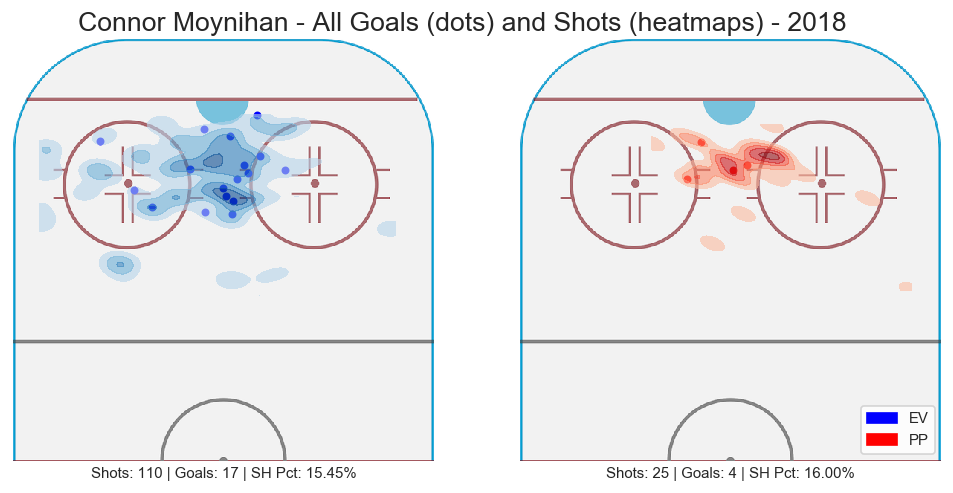 Connor Moynihan - All Goals (dots) and Shots (heatmaps) - 2018
EV
PP
Shots: 110 | Goals: 17 | SH Pct: 15.45%
Shots: 25 | Goals: 4 | SH Pct: 16.00%